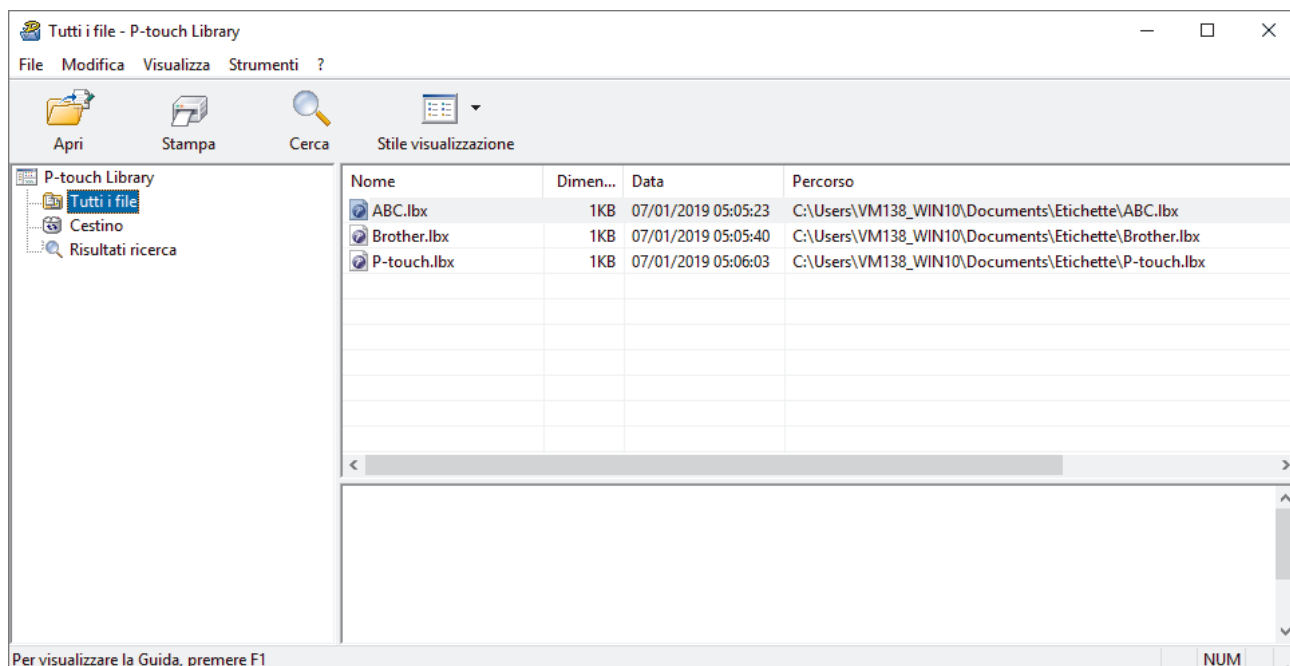 Tutti i file - P-touch Library
File Modifica Visualizza Strumenti ?
Apri Stampa Cerca Stile visualizzazione
P-touch Library
Tutti i file
Cestino
Risultati ricerca
Nome Dimen... Data Percorso
ABC.lbx 1KB 07/01/2019 05:05:23 C:\Users\VM138_WIN10\Documents\Etichette\ABC.lbx
Brother.lbx 1KB 07/01/2019 05:05:40 C:\Users\VM138_WIN10\Documents\Etichette\Brother.lbx
P-touch.lbx 1KB 07/01/2019 05:06:03 C:\Users\VM138_WIN10\Documents\Etichette\P-touch.lbx
Per visualizzare la Guida, premere F1 NUM